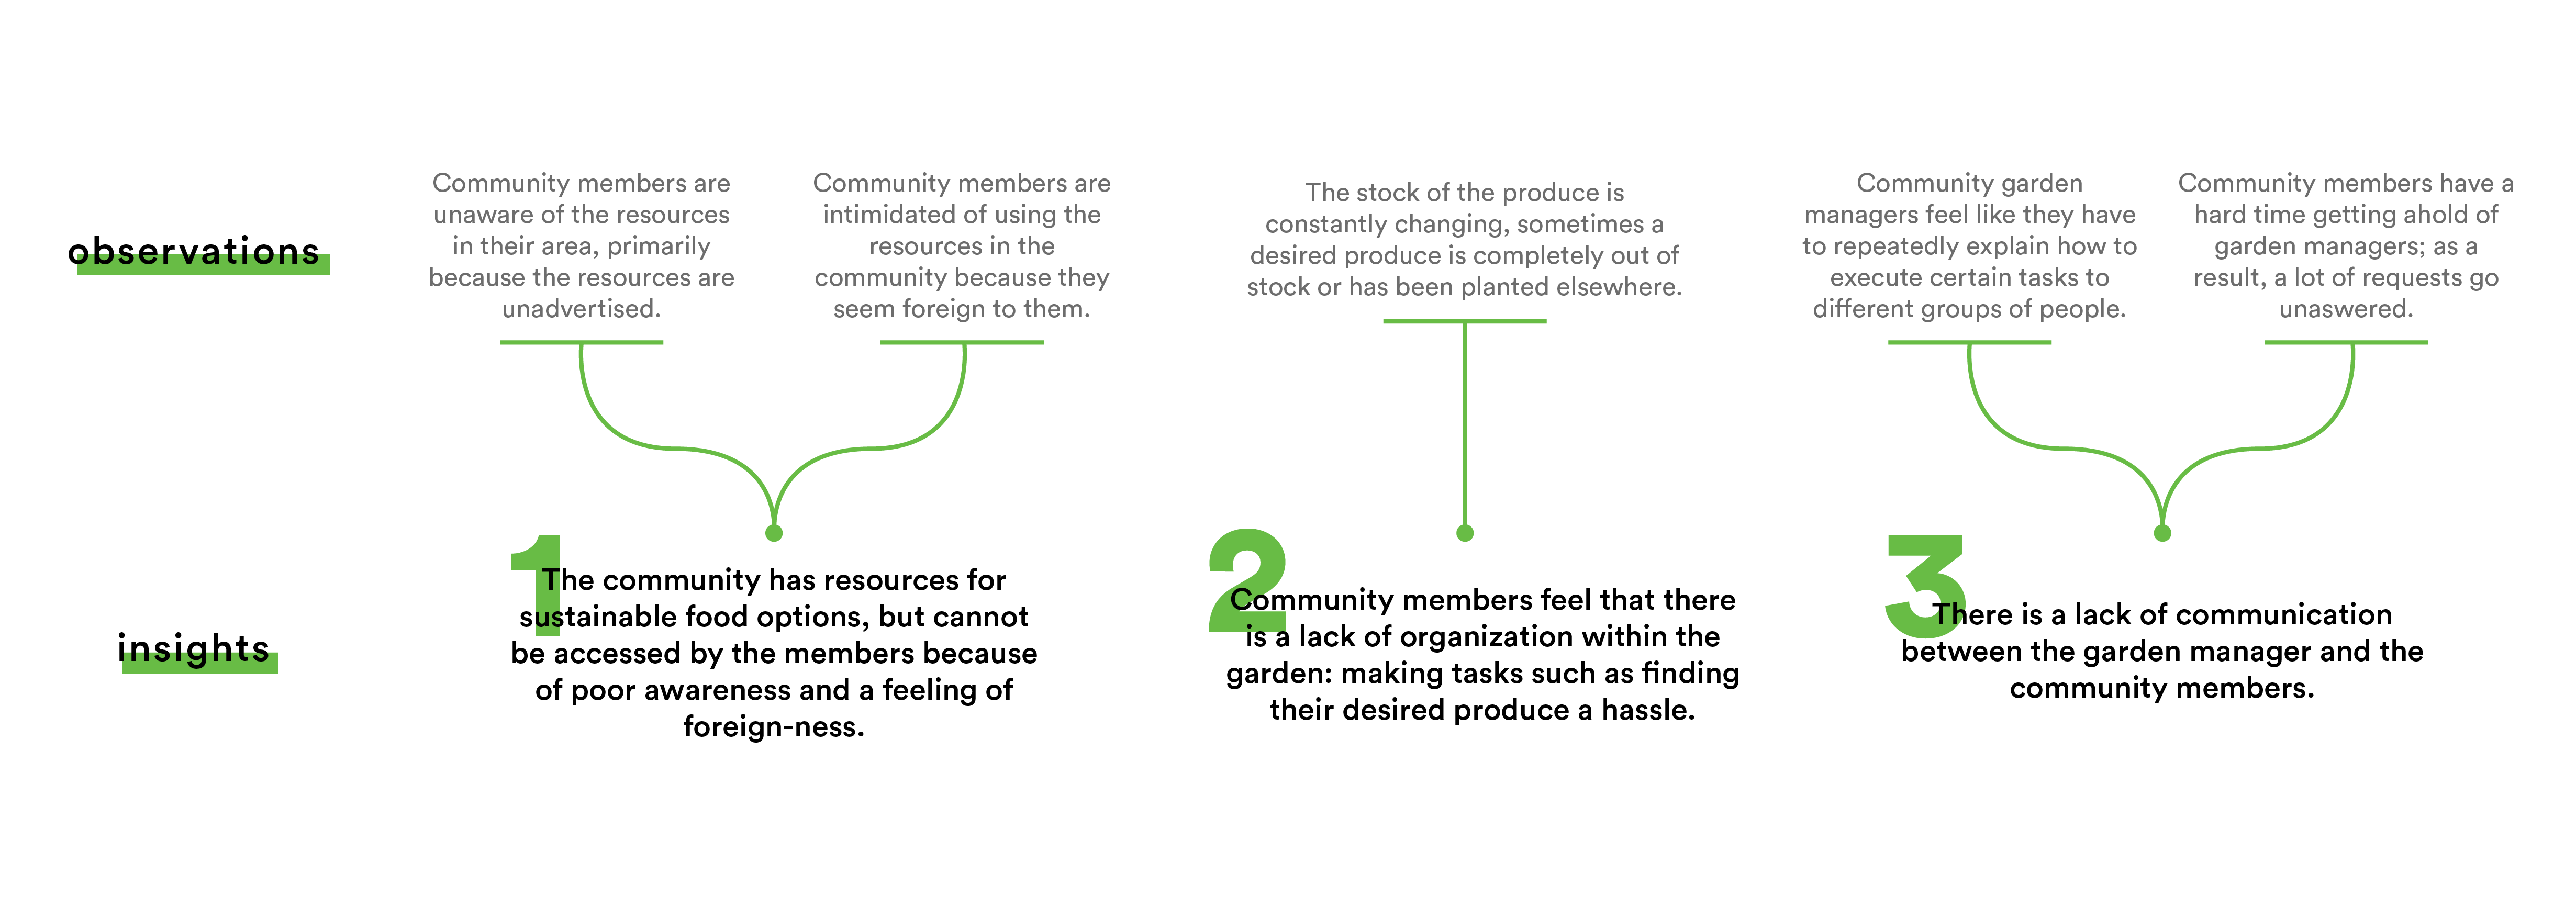 observations
Community members are
unaware of the resources
in their area, primarily
because the resources are
unadvertised.
Community members are
intimidated of using the
resources in the
community because they
seem foreign to them.
The stock of the produce is
constantly changing, sometimes a
desired produce is completely out of
stock or has been planted elsewhere.
Community garden
managers feel like they have
to repeatedly explain how to
execute certain tasks to
different groups of people.
Community members have a
hard time getting ahold of
garden managers; as a
result, a lot of requests go
unaswered.
insights
1
The community has resources for
sustainable food options, but cannot
be accessed by the members because
of poor awareness and a feeling of
foreign-ness.
2
Community members feel that there
is a lack of organization within the
garden: making tasks such as finding
their desired produce a hassle.
3
There is a lack of communication
between the garden manager and the
community members.